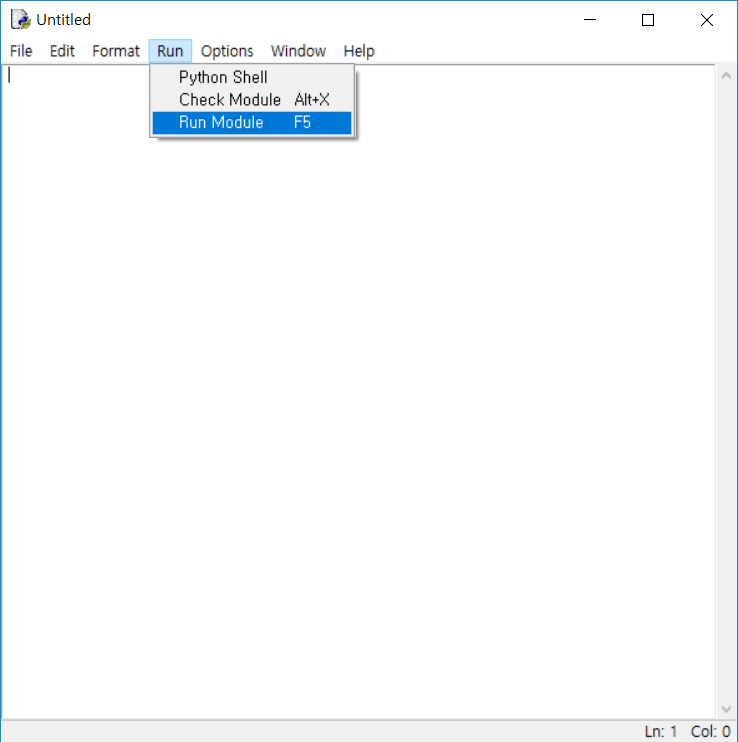 Untitled
File Edit Format Run Options Window Help
Python Shell
Check Module Alt+X
Run Module F5
Ln: 1 Col: 0